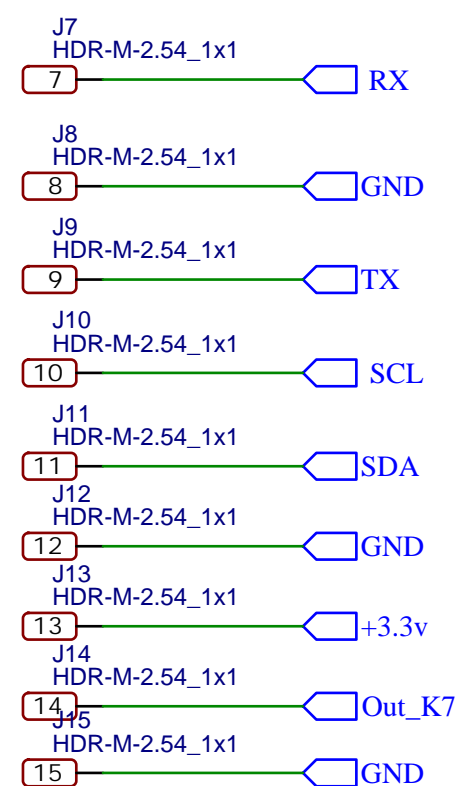 J7
HDR-M-2.54_1x1
7 RX
J8
HDR-M-2.54_1x1
8 GND
J9
HDR-M-2.54_1x1
9 TX
J10
HDR-M-2.54_1x1
10 SCL
J11
HDR-M-2.54_1x1
11 SDA
J12
HDR-M-2.54_1x1
12 GND
J13
HDR-M-2.54_1x1
13 +3.3v
J14
HDR-M-2.54_1x1
14 Out_K7
J15
HDR-M-2.54_1x1
15 GND